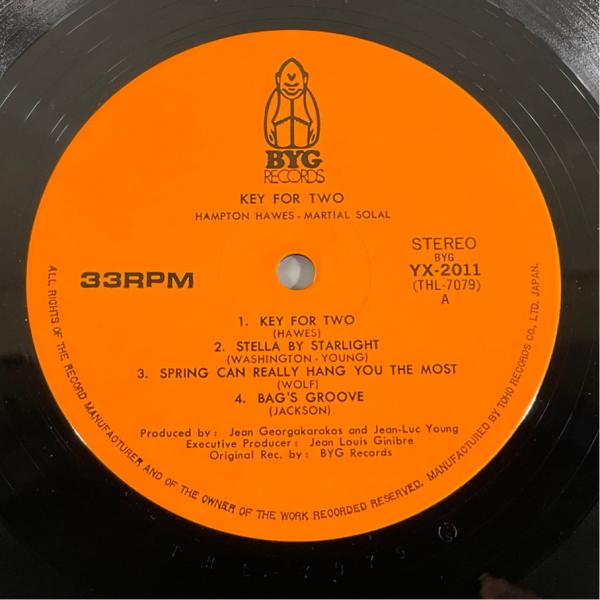 BYG
RECORDS
KEY FOR TWO
HAMPTON HAWES - MARTIAL SOLAL
STEREO
BYG
33RPM
YX-2011
(THL-7079)
A
1. KEY FOR TWO
(HAWES)
2. STELLA BY STARLIGHT
(WASHINGTON - YOUNG)
3. SPRING CAN REALLY HANG YOU THE MOST
(WOLF)
4. BAG'S GROOVE
(JACKSON)
Produced by : Jean Georgakarakos and Jean-Luc Young
Executive Producer : Jean Louis Ginibre
Original Rec. by : BYG Records
ALL RIGHTS OF THE RECORD MANUFACTURER AND OF THE OWNER OF THE WORK RECORDED RESERVED. MANUFACTURED BY TOHO RECORDS CO., LTD. JAPAN.
THL-7079